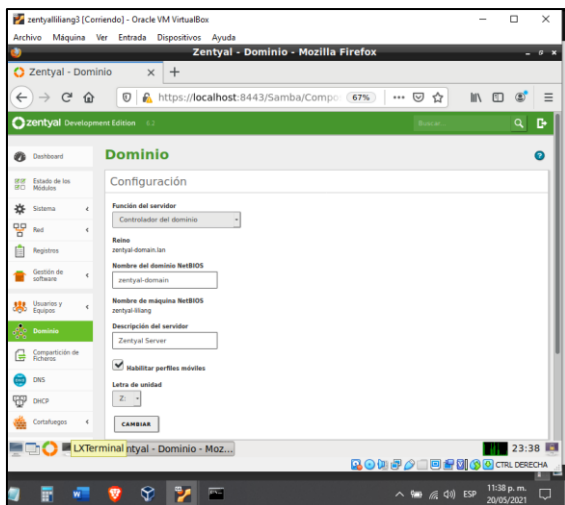 zentyalliliang3 [Corriendo] - Oracle VM VirtualBox
Archivo Máquina Ver Entrada Dispositivos Ayuda
Zentyal - Dominio - Mozilla Firefox
Zentyal - Dominio
https://localhost:8443/Samba/Compo 67%
zentyal Development Edition 6.2 Buscar...
Dashboard
Estado de los Módulos
Sistema
Red
Registros
Gestión de software
Usuarios y Equipos
Dominio
Compartición de Ficheros
DNS
DHCP
Cortafuegos
Dominio
Configuración
Función del servidor
Controlador del dominio
Reino
zentyal-domain.lan
Nombre del dominio NetBIOS
zentyal-domain
Nombre de máquina NetBIOS
zentyal-liliang
Descripción del servidor
Zentyal Server
Habilitar perfiles móviles
Letra de unidad
Z:
CAMBIAR
LXTerminal ntyal - Dominio - Moz... 23:38
CTRL DERECHA
ESP 11:38 p. m.
20/05/2021